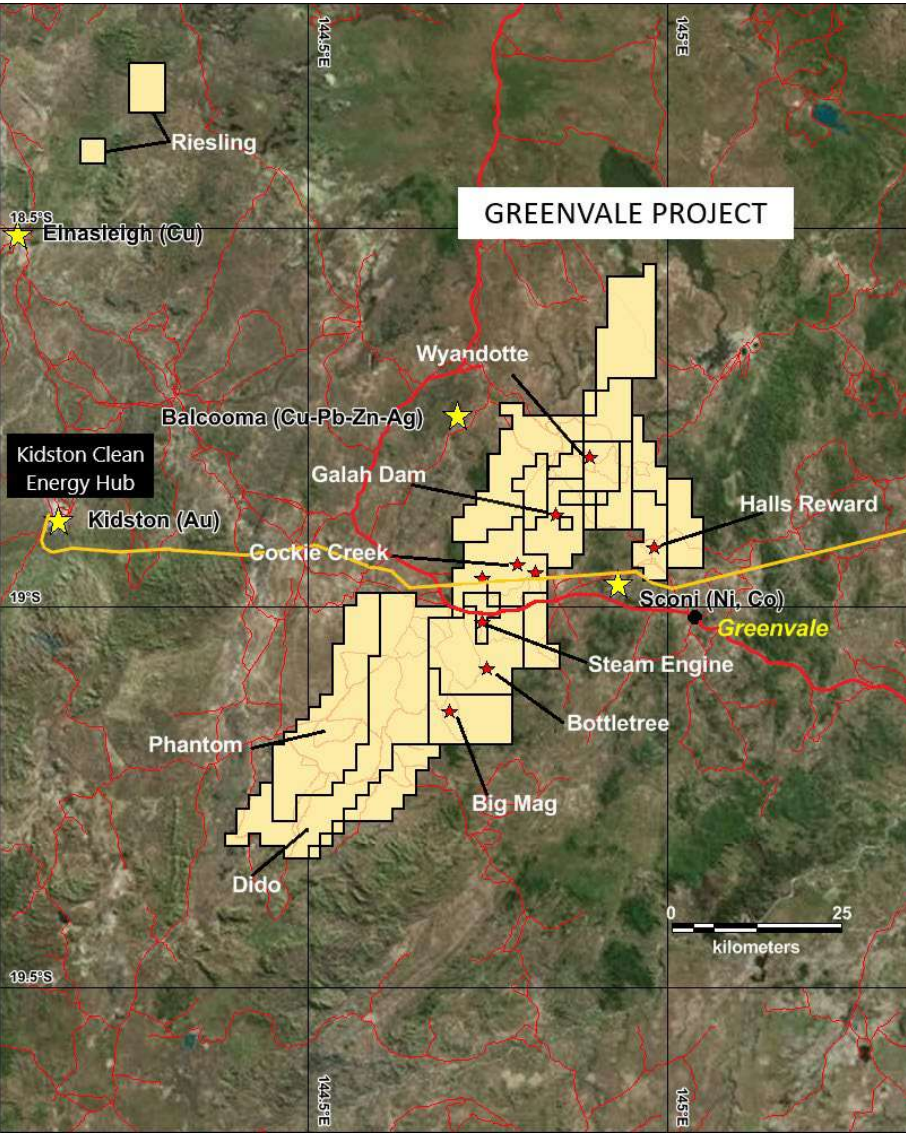 144.5°E
145°E
Riesling
GREENVALE PROJECT
18.5°S
Einasleigh (Cu)
Wyandotte
Balcooma (Cu-Pb-Zn-Ag)
Kidston Clean
Energy Hub
Galah Dam
Halls Reward
Kidston (Au)
Cockie Creek
19°S
Sconi (Ni, Co)
Greenvale
Steam Engine
Bottletree
Phantom
Big Mag
Dido
0 25
kilometers
19.5°S
144.5°E
145°E